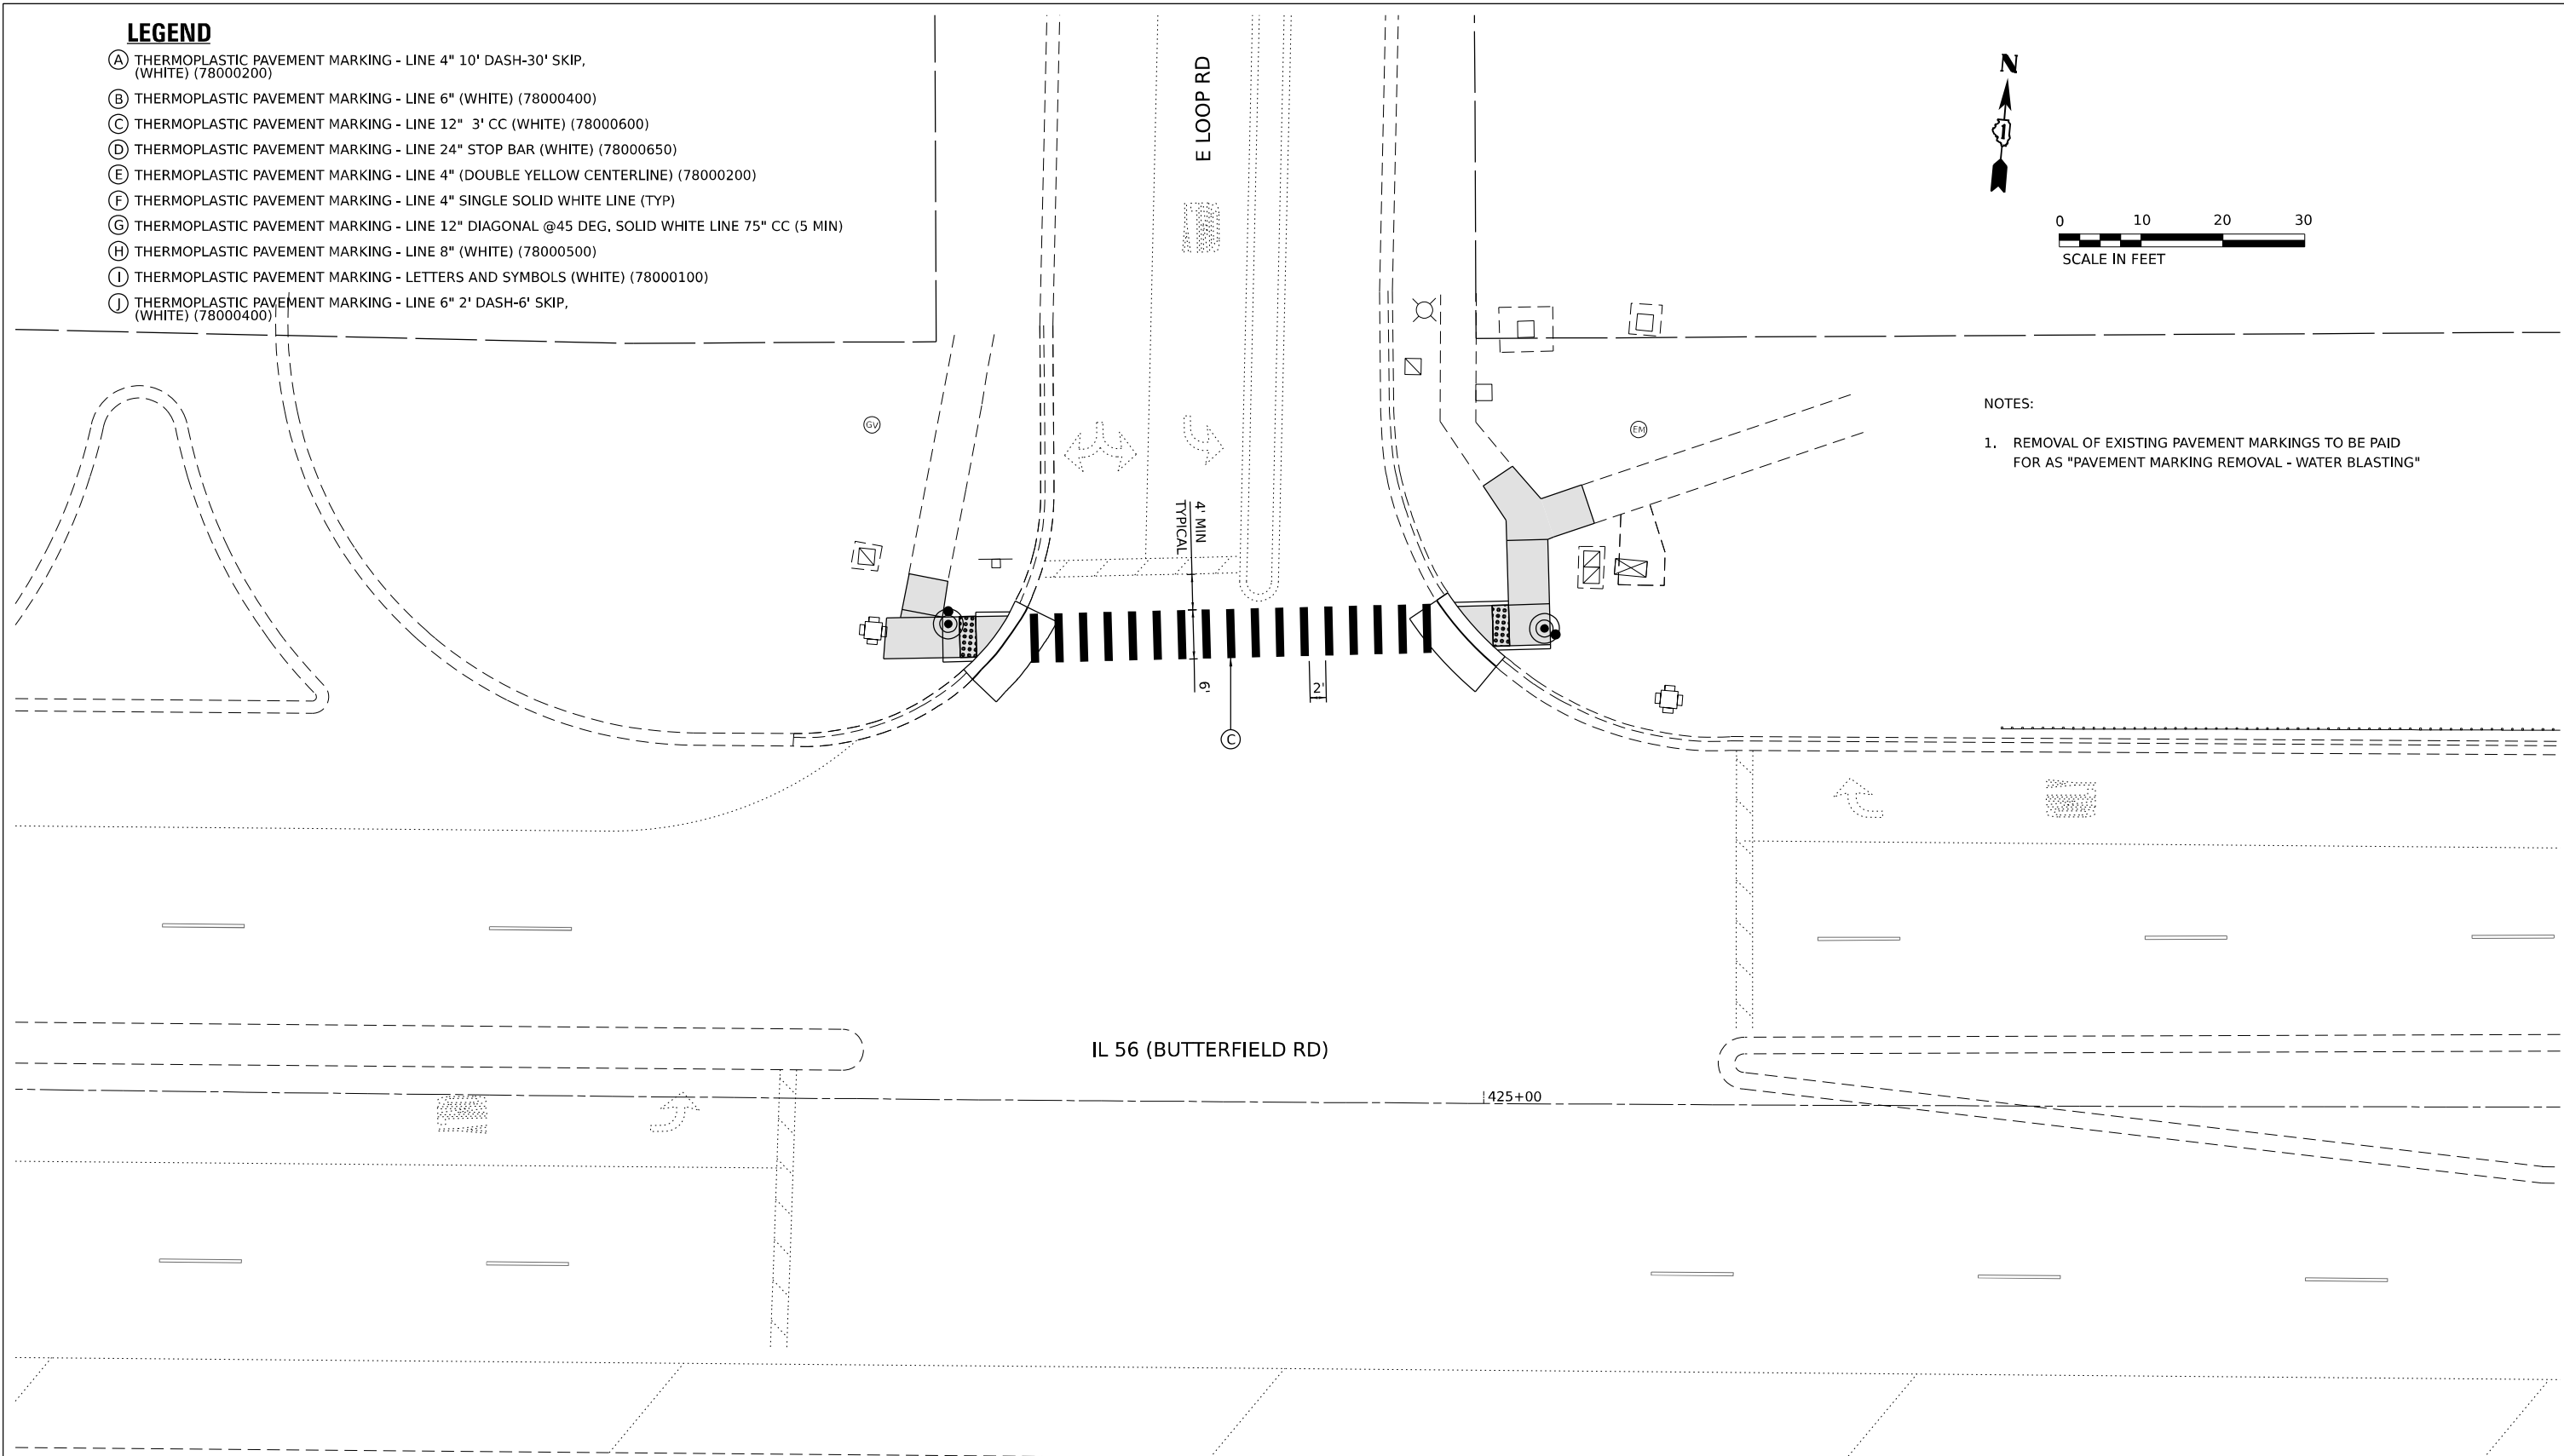 LEGEND
A THERMOPLASTIC PAVEMENT MARKING - LINE 4" 10' DASH-30' SKIP,
(WHITE) (78000200)
B THERMOPLASTIC PAVEMENT MARKING - LINE 6" (WHITE) (78000400)
C THERMOPLASTIC PAVEMENT MARKING - LINE 12" 3' CC (WHITE) (78000600)
D THERMOPLASTIC PAVEMENT MARKING - LINE 24" STOP BAR (WHITE) (78000650)
E THERMOPLASTIC PAVEMENT MARKING - LINE 4" (DOUBLE YELLOW CENTERLINE) (78000200)
F THERMOPLASTIC PAVEMENT MARKING - LINE 4" SINGLE SOLID WHITE LINE (TYP)
G THERMOPLASTIC PAVEMENT MARKING - LINE 12" DIAGONAL @45 DEG, SOLID WHITE LINE 75" CC (5 MIN)
H THERMOPLASTIC PAVEMENT MARKING - LINE 8" (WHITE) (78000500)
I THERMOPLASTIC PAVEMENT MARKING - LETTERS AND SYMBOLS (WHITE) (78000100)
J THERMOPLASTIC PAVEMENT MARKING - LINE 6" 2' DASH-6' SKIP,
(WHITE) (78000400)
E LOOP RD
N
1
0 10 20 30
SCALE IN FEET
NOTES:
1. REMOVAL OF EXISTING PAVEMENT MARKINGS TO BE PAID
FOR AS "PAVEMENT MARKING REMOVAL - WATER BLASTING"
GV
EM
4' MIN
TYPICAL
6'
2'
C
IL 56 (BUTTERFIELD RD)
425+00